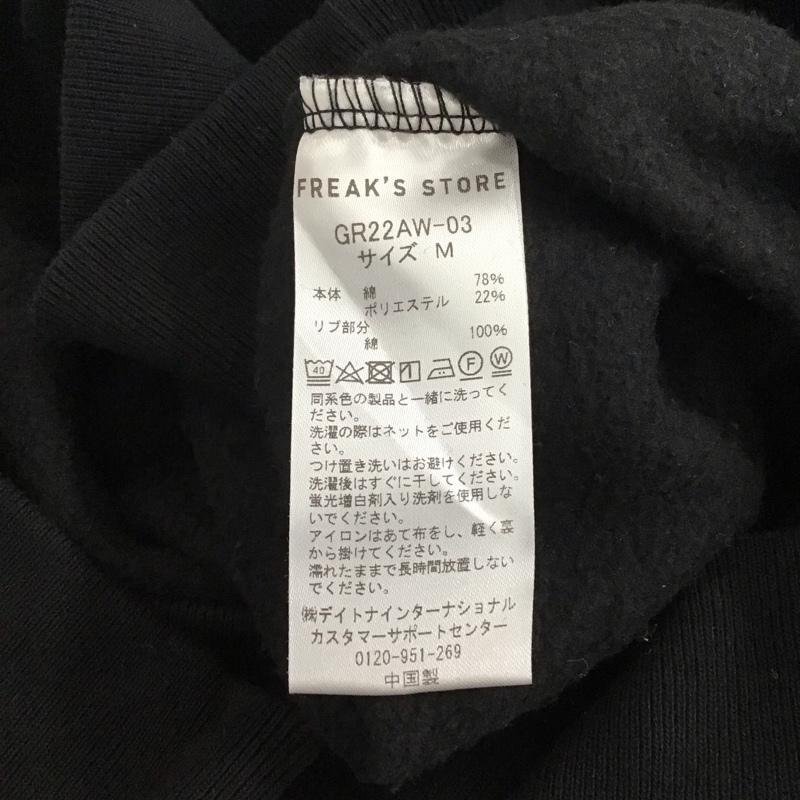 FREAK'S STORE
GR22AW-03
サイズ M
本体 綿 78%
ポリエステル 22%
リブ部分
綿 100%
40 F W
同系色の製品と一緒に洗ってく
ださい。
洗濯の際はネットをご使用くだ
さい。
つけ置き洗いはお避けください。
洗濯後はすぐに干してください。
蛍光増白剤入り洗剤を使用しな
いでください。
アイロンはあて布をし、軽く裏
から掛けてください。
濡れたままで長時間放置しない
でください。
㈱デイトナインターナショナル
カスタマーサポートセンター
0120-951-269
中国製